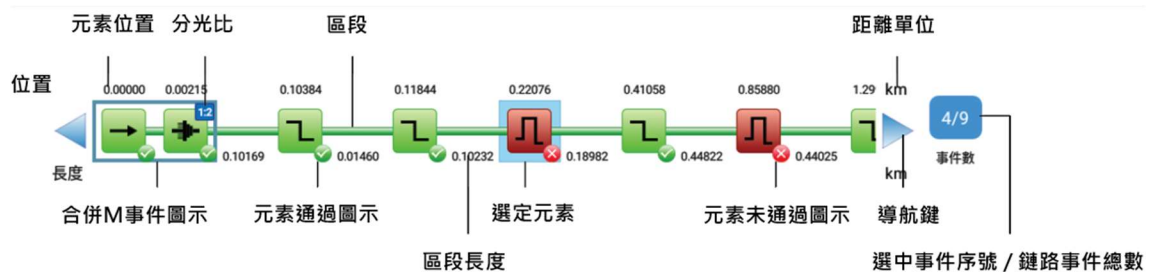 元素位置 分光比 區段 距離單位
位置 0.00000 0.00215 0.10384 0.11844 0.22076 0.41058 0.85880 1.29 km
1:2
4/9
長度 0.10169 0.01460 0.10232 0.18982 0.44822 0.44025 km 事件數
合併M事件圖示 元素通過圖示 選定元素 元素未通過圖示 導航鍵
區段長度 選中事件序號 / 鏈路事件總數